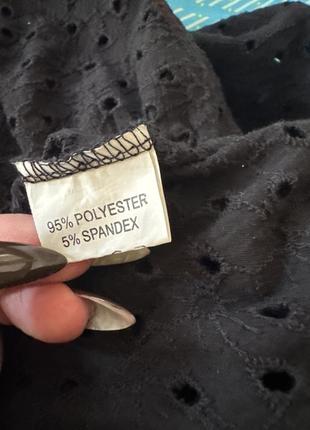 95% POLYESTER
5% SPANDEX